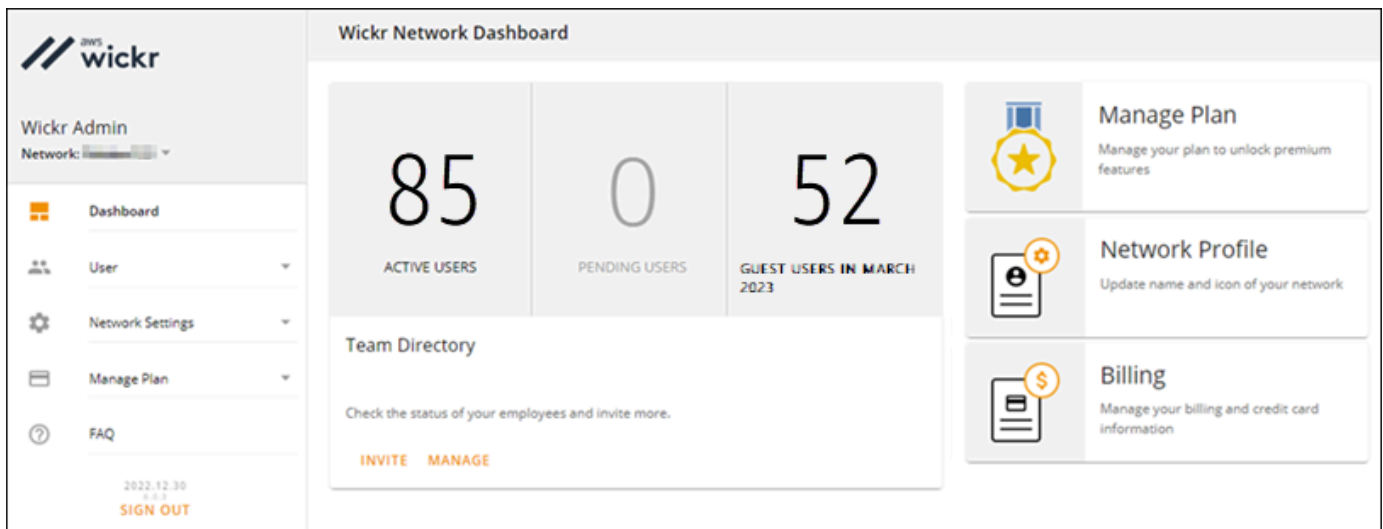 aws
wickr
Wickr Admin
Network:
Dashboard
User
Network Settings
Manage Plan
FAQ
2022.12.30
SIGN OUT
Wickr Network Dashboard
85
ACTIVE USERS
0
PENDING USERS
52
GUEST USERS IN MARCH
2023
Team Directory
Check the status of your employees and invite more.
INVITE MANAGE
Manage Plan
Manage your plan to unlock premium
features
Network Profile
Update name and icon of your network
Billing
Manage your billing and credit card
information